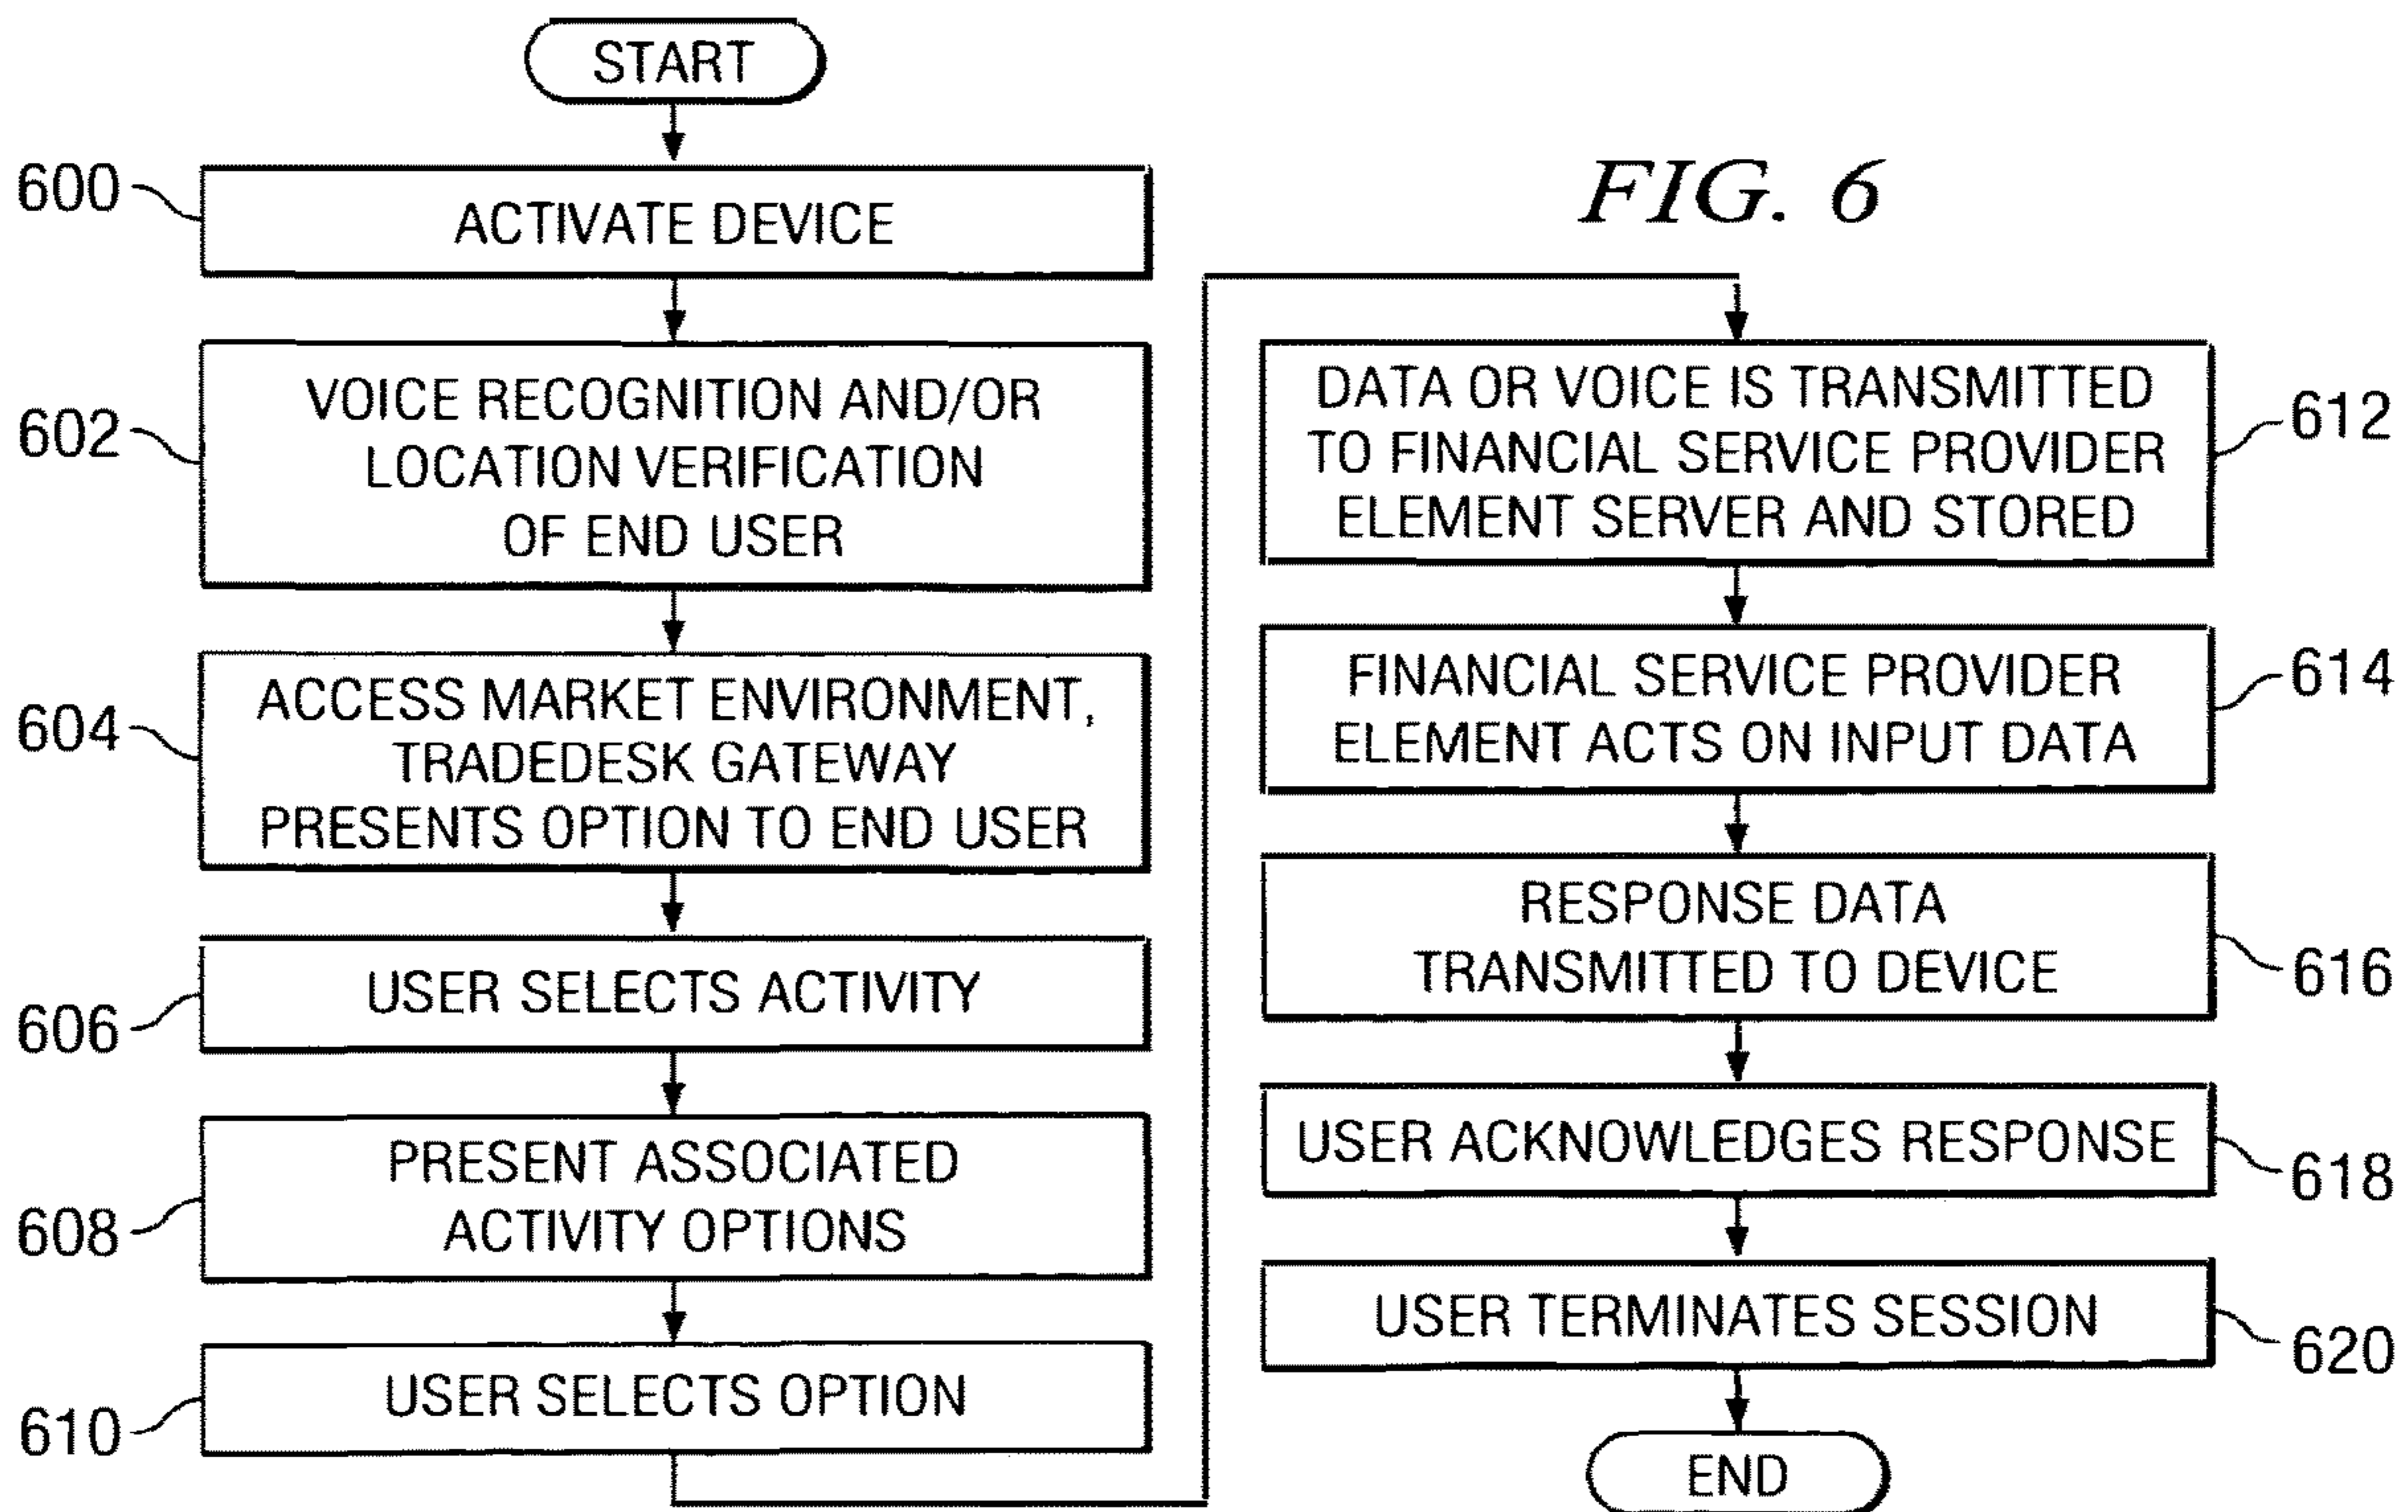 START
600
ACTIVATE DEVICE
602
VOICE RECOGNITION AND/OR
LOCATION VERIFICATION
OF END USER
604
ACCESS MARKET ENVIRONMENT,
TRADEDESK GATEWAY
PRESENTS OPTION TO END USER
606
USER SELECTS ACTIVITY
608
PRESENT ASSOCIATED
ACTIVITY OPTIONS
610
USER SELECTS OPTION
FIG. 6
DATA OR VOICE IS TRANSMITTED
TO FINANCIAL SERVICE PROVIDER
ELEMENT SERVER AND STORED
612
FINANCIAL SERVICE PROVIDER
ELEMENT ACTS ON INPUT DATA
614
RESPONSE DATA
TRANSMITTED TO DEVICE
616
USER ACKNOWLEDGES RESPONSE
618
USER TERMINATES SESSION
620
END